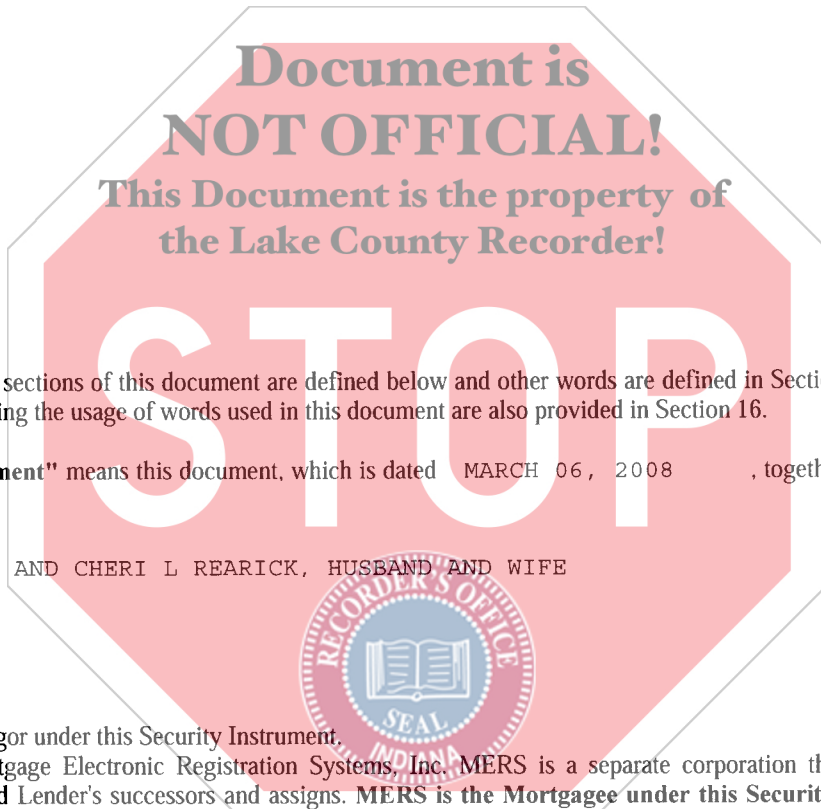 Document is
NOT OFFICIAL!
This Document is the property of
the Lake County Recorder!
STOP
sections of this document are defined below and other words are defined in Secti
ing the usage of words used in this document are also provided in Section 16.
ment" means this document, which is dated MARCH 06, 2008 , togeth
AND CHERI L REARICK, HUSBAND AND WIFE
RECORDER'S OFFICE
SEAL
INDIANA
gor under this Security Instrument.
tgage Electronic Registration Systems, Inc. MERS is a separate corporation th
d Lender's successors and assigns. MERS is the Mortgagee under this Securit